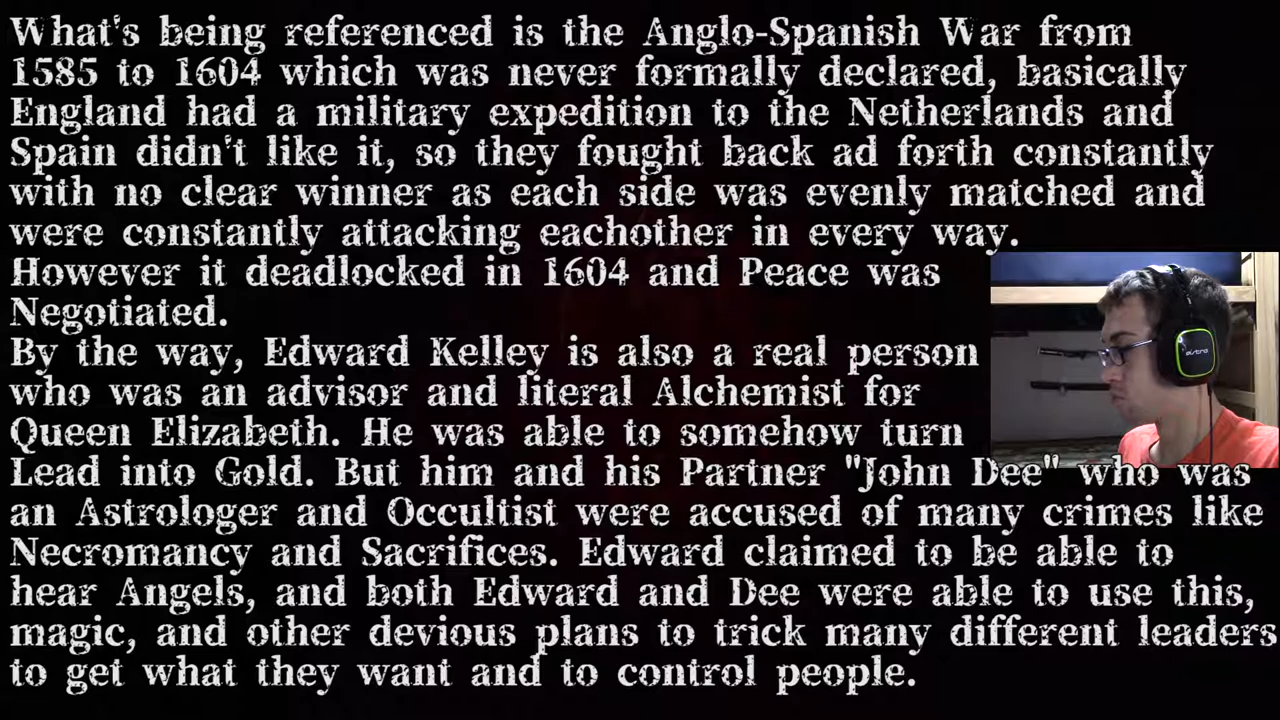 What's being referenced is the Anglo-Spanish War from
1585 to 1604 which was never formally declared, basically
England had a military expedition to the Netherlands and
Spain didn't like it, so they fought back ad forth constantly
with no clear winner as each side was evenly matched and
were constantly attacking eachother in every way.
However it deadlocked in 1604 and Peace was
Negotiated.
By the way, Edward Kelley is also a real person
who was an advisor and literal Alchemist for
Queen Elizabeth. He was able to somehow turn
Lead into Gold. But him and his Partner "John Dee" who was
an Astrologer and Occultist were accused of many crimes like
Necromancy and Sacrifices. Edward claimed to be able to
hear Angels, and both Edward and Dee were able to use this,
magic, and other devious plans to trick many different leaders
to get what they want and to control people.
astro